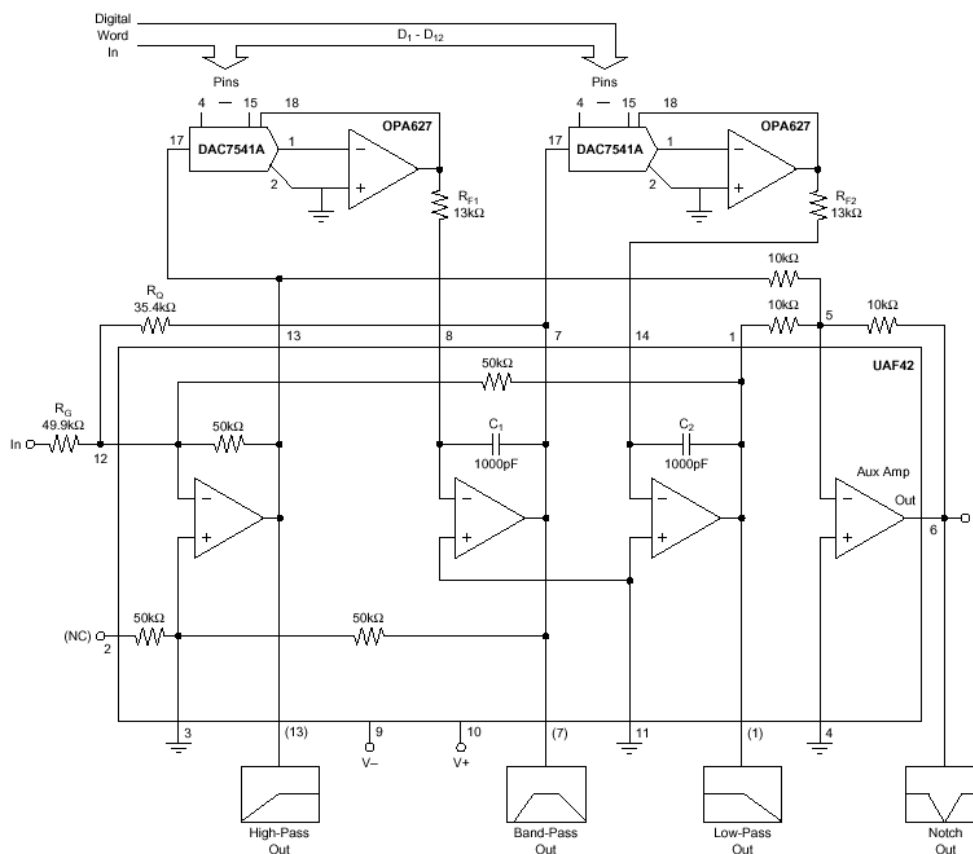 Digital
Word
In
D1 - D12
Pins
Pins
4
–
15
18
4
–
15
18
OPA627
OPA627
17
DAC7541A
1
–
17
DAC7541A
1
–
2
+
2
+
RF1
13kΩ
RF2
13kΩ
10kΩ
RQ
35.4kΩ
10kΩ
5
10kΩ
13
8
7
14
1
UAF42
50kΩ
RG
49.9kΩ
In
12
50kΩ
C1
1000pF
C2
1000pF
Aux Amp
Out
–
–
–
–
+
+
+
+
6
50kΩ
50kΩ
(NC)
2
3
(13)
9
10
(7)
11
(1)
4
V–
V+
High-Pass
Out
Band-Pass
Out
Low-Pass
Out
Notch
Out